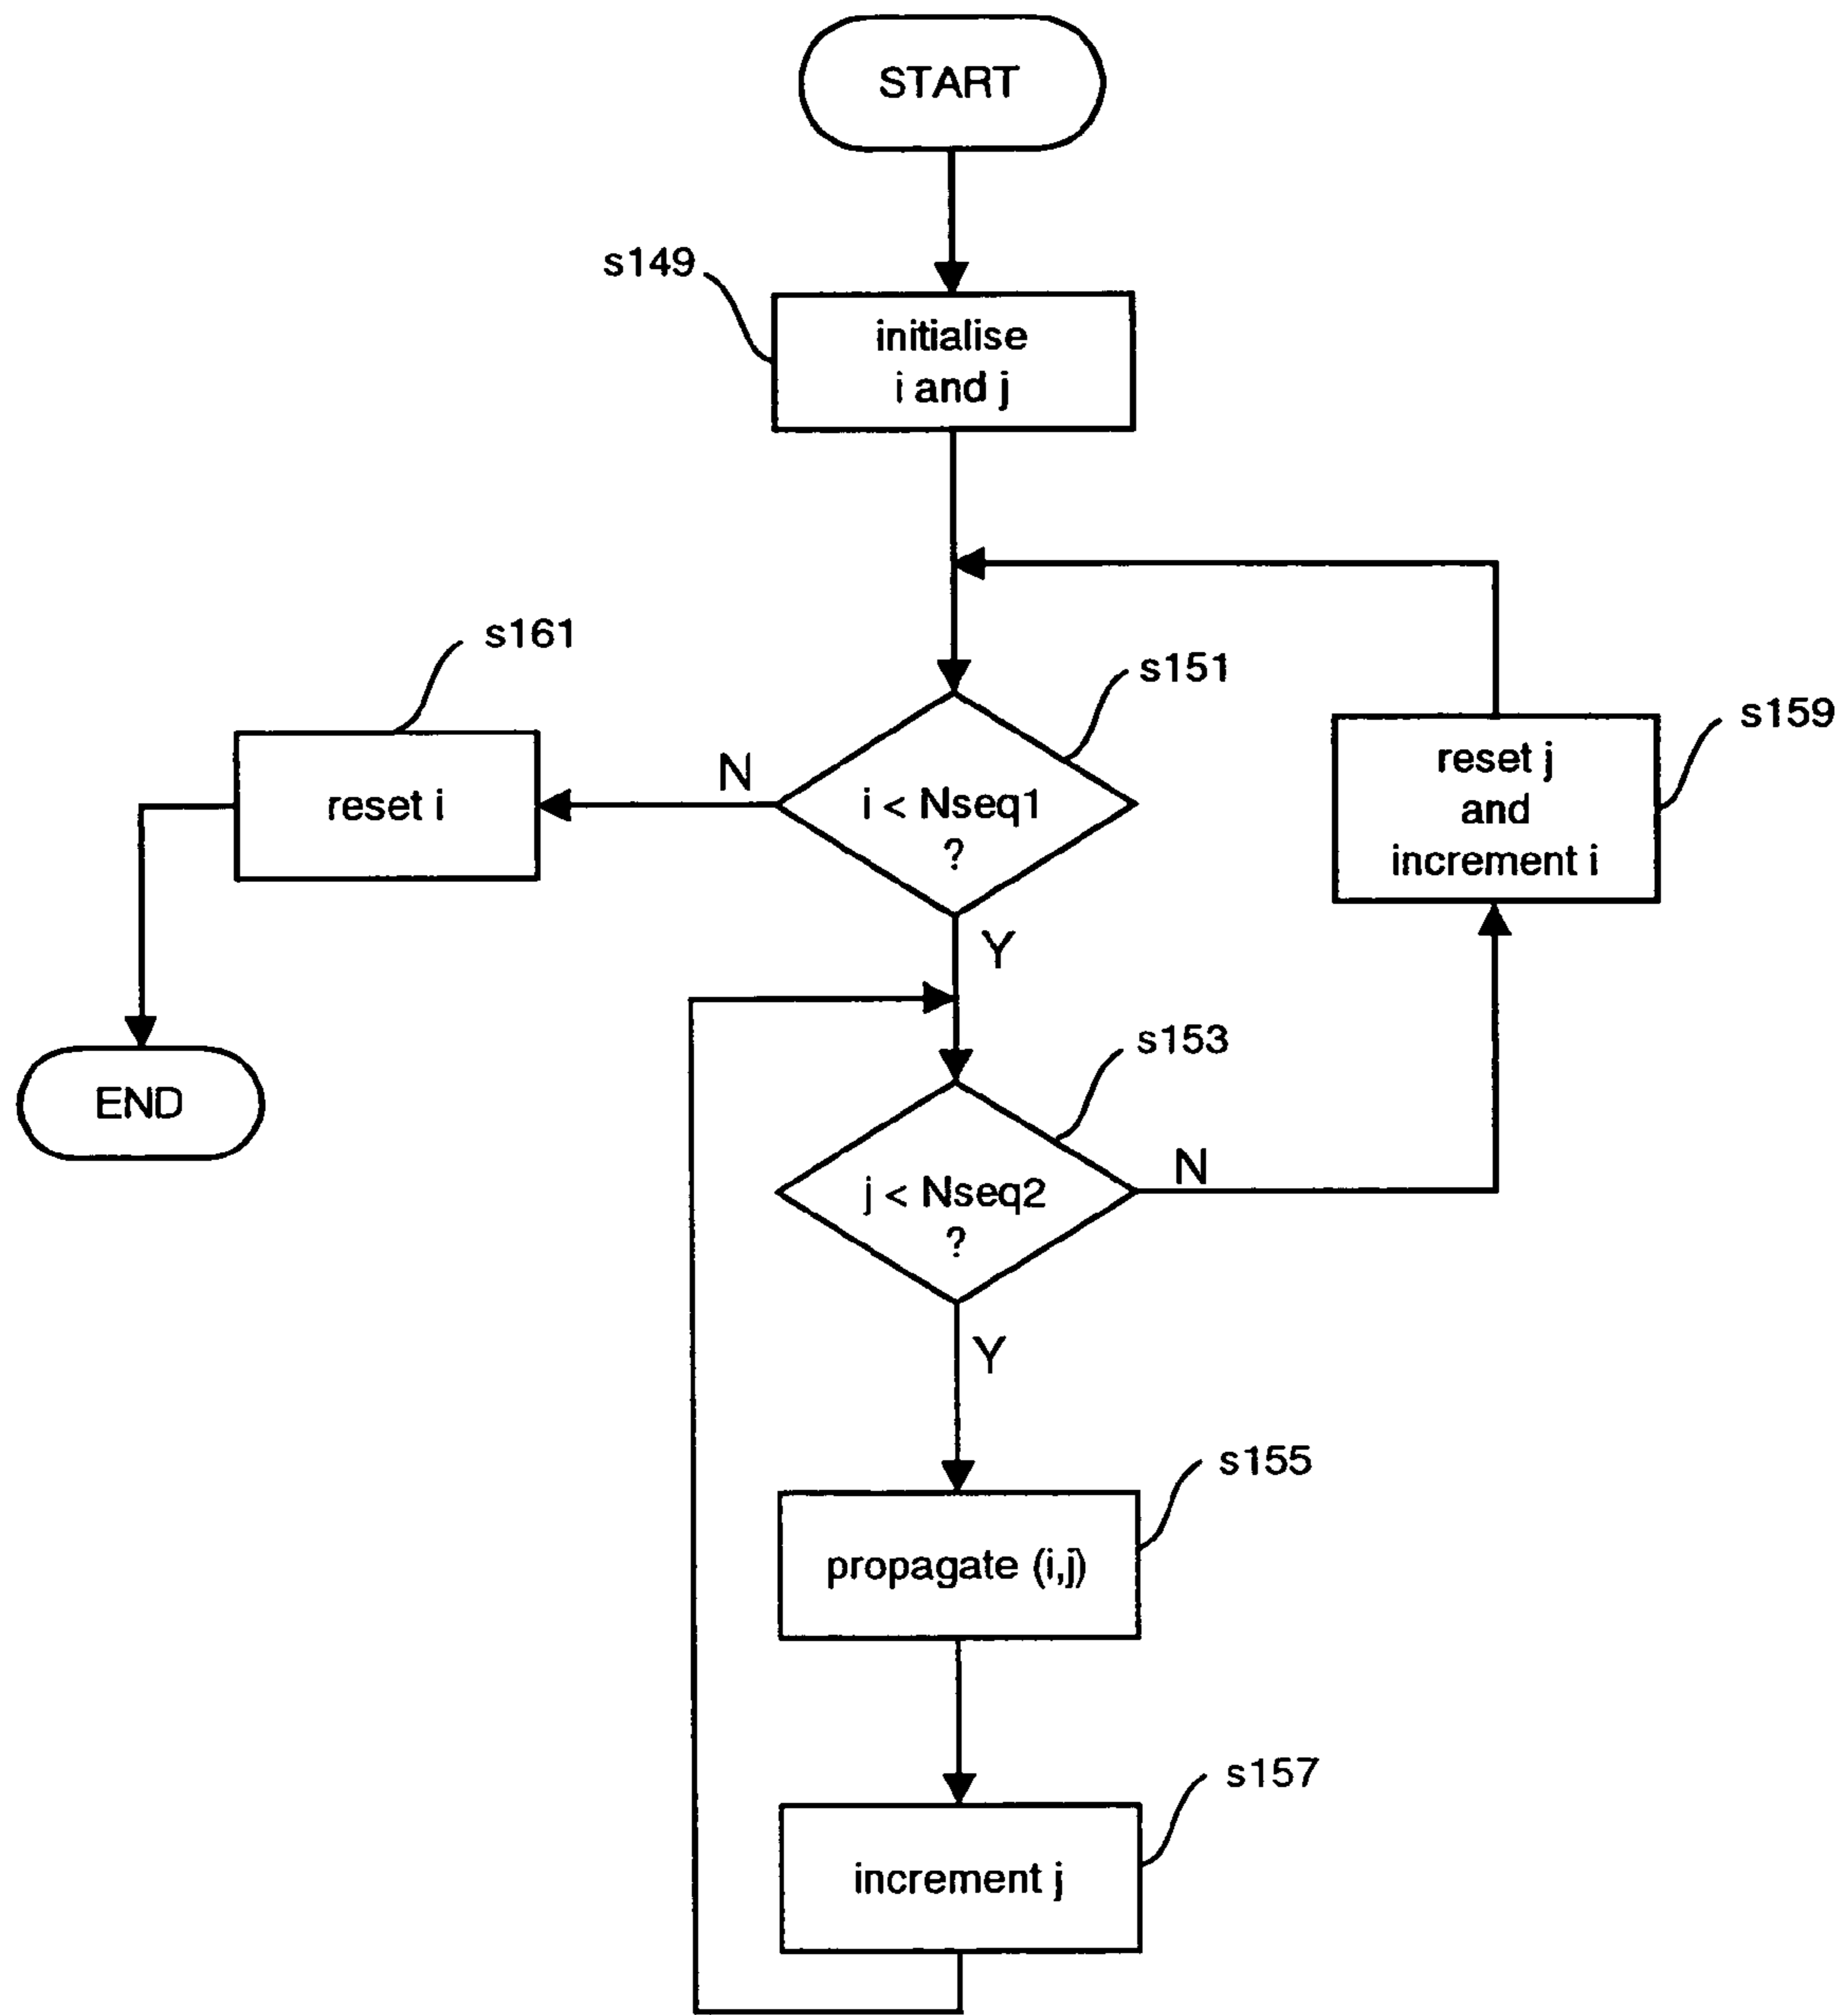 START
s149
initialise
i and j
s161
s151
s159
N
i < Nseq1
?
reset i
reset j
and
increment i
Y
s153
END
N
j < Nseq2
?
Y
s155
propagate (i,j)
s157
increment j